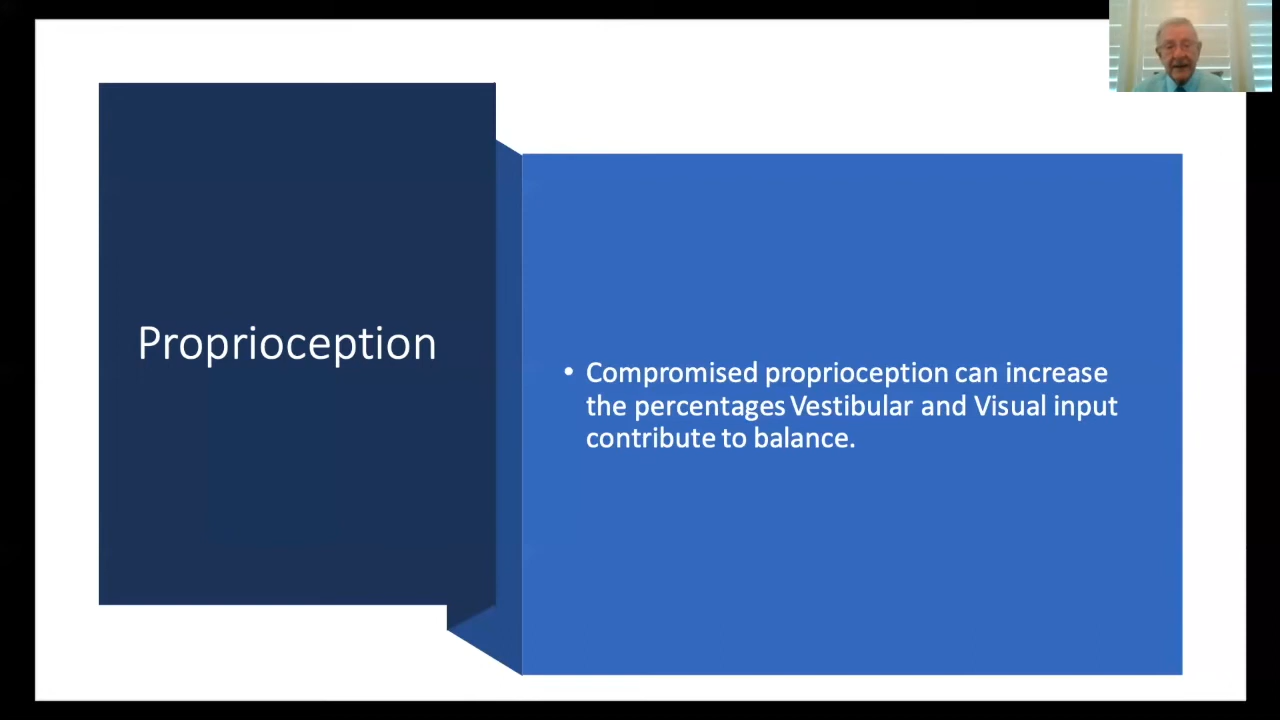 Proprioception
• Compromised proprioception can increase
the percentages Vestibular and Visual input
contribute to balance.